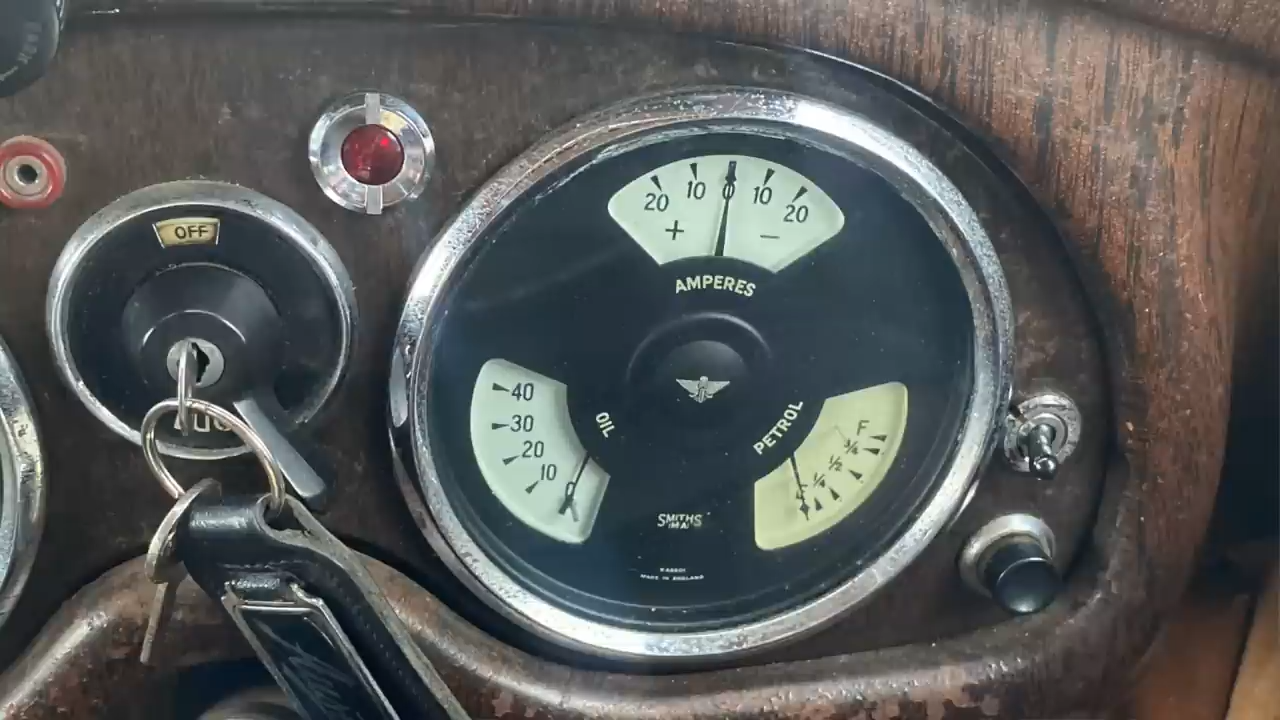 OFF
20 10 0 10 20
+ −
AMPERES
40
30
20
10
0
OIL
PETROL
F
¾
½
¼
SMITHS
MADE IN ENGLAND